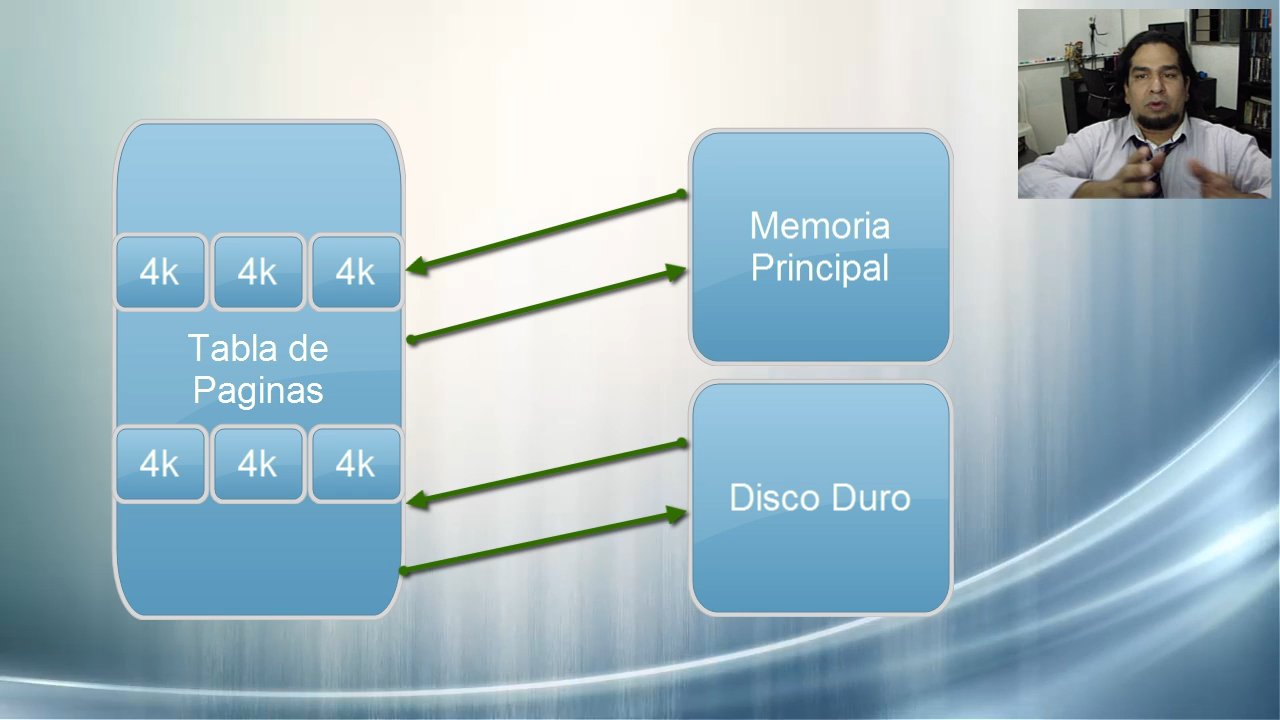 4k 4k 4k
Tabla de
Paginas
4k 4k 4k
Memoria
Principal
Disco Duro